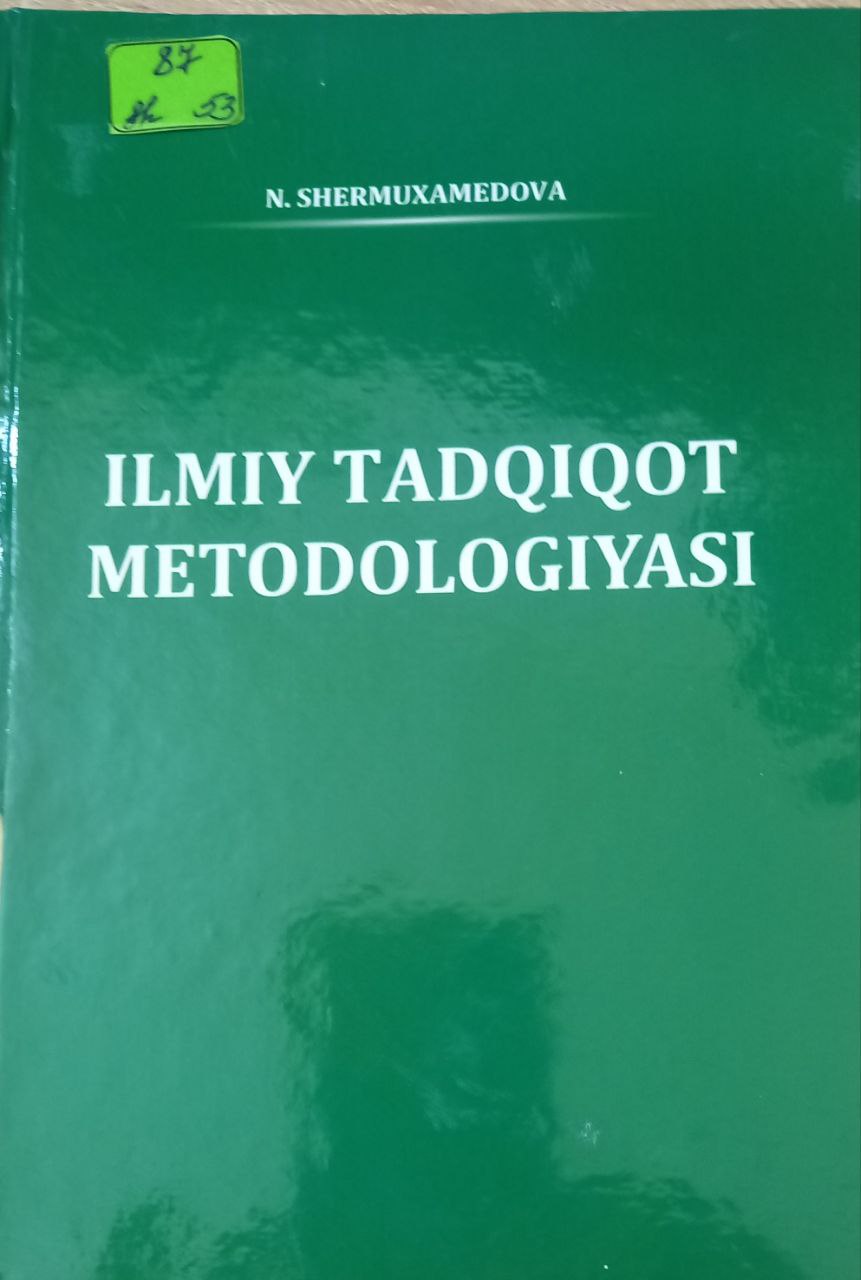 87
Sh 53
N. SHERMUXAMEDOVA
ILMIY TADQIQOT
METODOLOGIYASI